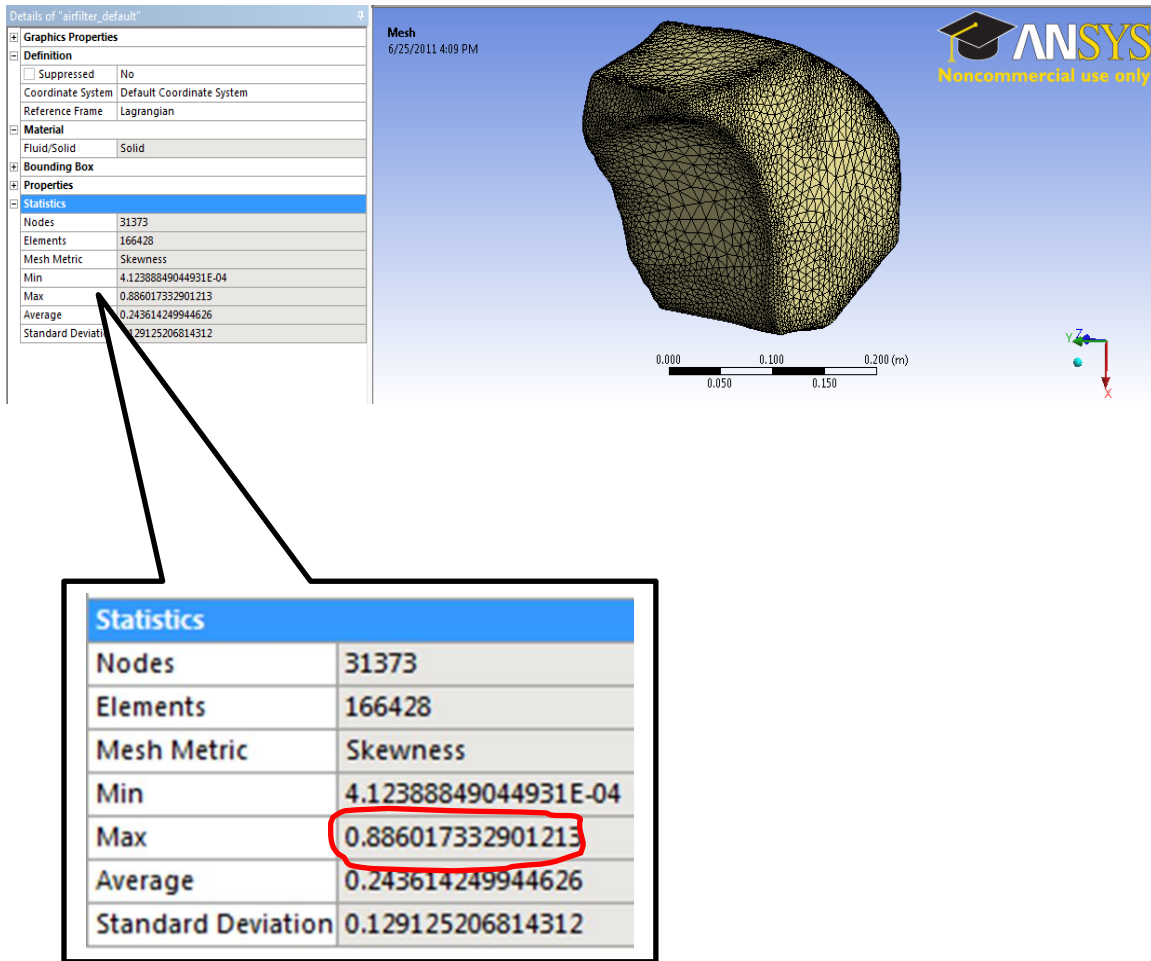 Details of "airfilter_default"
Graphics Properties
Definition
Suppressed No
Coordinate System Default Coordinate System
Reference Frame Lagrangian
Material
Fluid/Solid Solid
Bounding Box
Properties
Statistics
Nodes 31373
Elements 166428
Mesh Metric Skewness
Min 4.12388849044931E-04
Max 0.886017332901213
Average 0.243614249944626
Standard Deviatio 0.129125206814312
Mesh
6/25/2011 4:09 PM
ANSYS
Noncommercial use only
0.000 0.100 0.200 (m)
0.050 0.150
Y Z
X
Statistics
Nodes 31373
Elements 166428
Mesh Metric Skewness
Min 4.12388849044931E-04
Max 0.886017332901213
Average 0.243614249944626
Standard Deviation 0.129125206814312